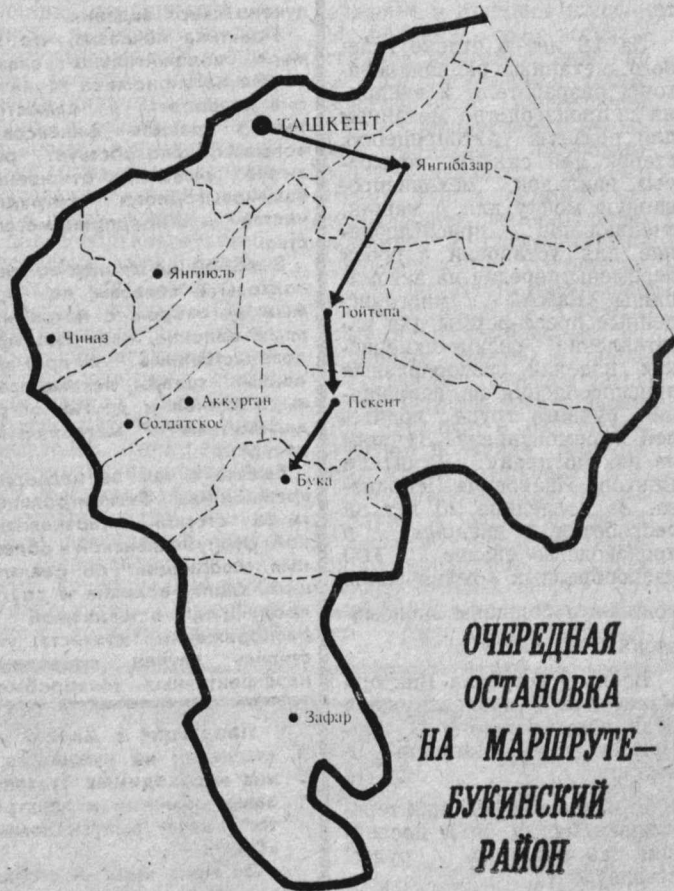 ТАШКЕНТ
Янгибазар
Янгиюль
Тойтепа
Чиназ
Аккурган
Пскент
Солдатское
Бука
Зафар
ОЧЕРЕДНАЯ
ОСТАНОВКА
НА МАРШРУТЕ—
БУКИНСКИЙ
РАЙОН